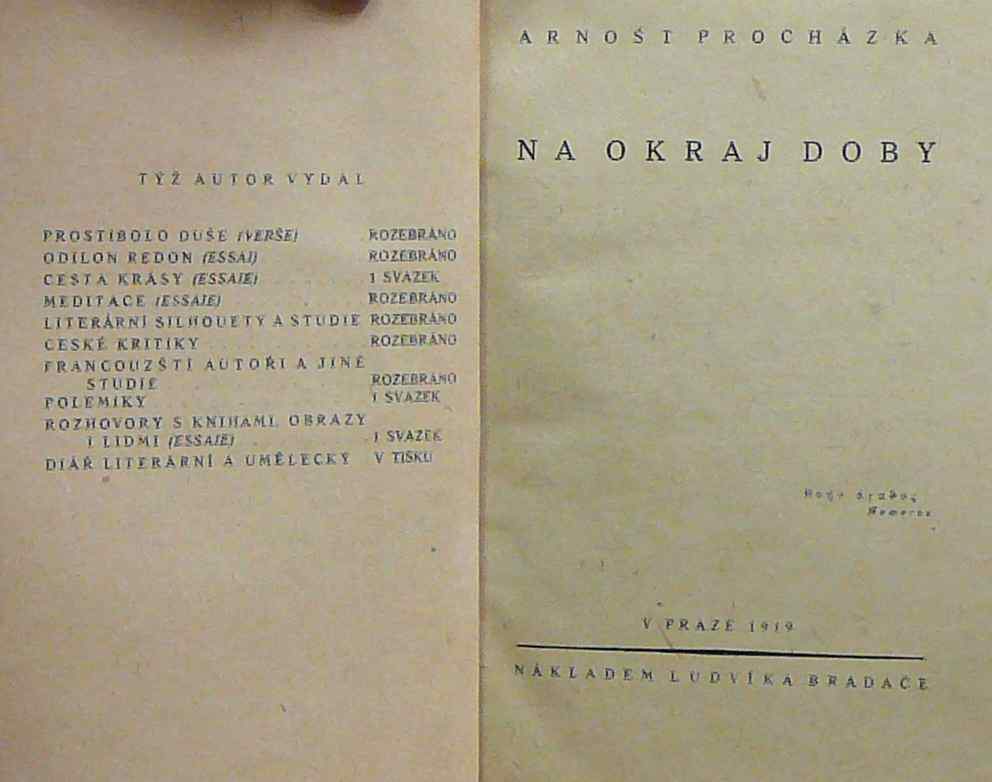 TÝŽ AUTOR VYDAL
PROSTIBOLO DUŠE (VERŠE) ROZEBRÁNO
ODILON REDON (ESSAI) ROZEBRÁNO
CESTA KRÁSY (ESSAIE) 1 SVAZEK
MEDITACE (ESSAIE) ROZEBRÁNO
LITERÁRNÍ SILHOUETY A STUDIE ROZEBRÁNO
ČESKÉ KRITIKY ROZEBRÁNO
FRANCOUZŠTÍ AUTOŘI A JINÉ
STUDIE ROZEBRÁNO
POLEMIKY 1 SVAZEK
ROZHOVORY S KNIHAMI, OBRAZY
I LIDMI (ESSAIE) 1 SVAZEK
DIÁŘ LITERÁRNÍ A UMĚLECKÝ V TISKU
ARNOŠT PROCHÁZKA
NA OKRAJ DOBY
V PRAZE 1919
NÁKLADEM LUDVÍKA BRADÁČE